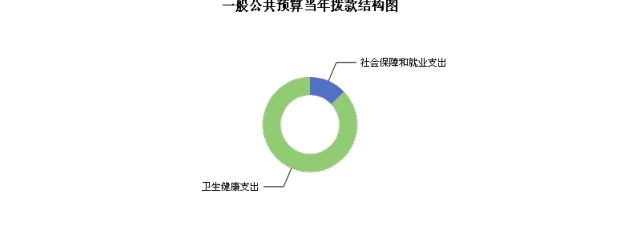 一般公共预算当年拨款结构图
社会保障和就业支出
卫生健康支出